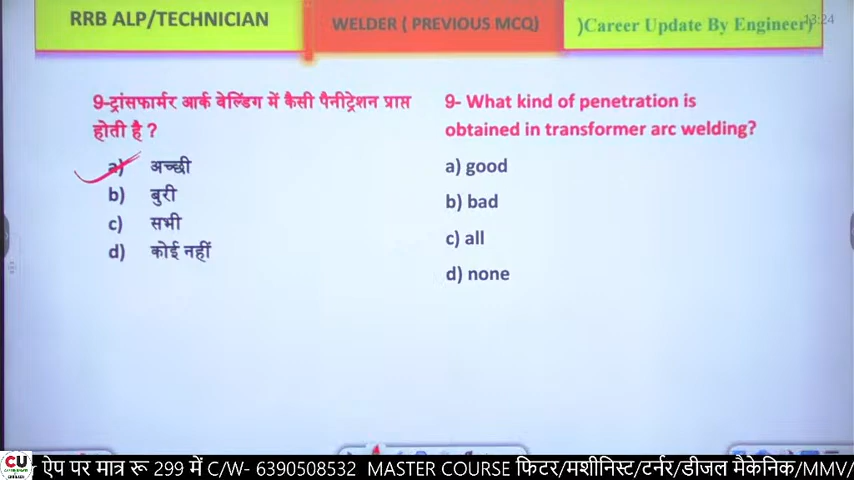 RRB ALP/TECHNICIAN
WELDER ( PREVIOUS MCQ)
)Career Update By Engineer)
13:24
9-ट्रांसफार्मर आर्क वेल्डिंग में कैसी पैनीट्रेशन प्राप्त
होती है ?
a) अच्छी
b) बुरी
c) सभी
d) कोई नहीं
9- What kind of penetration is
obtained in transformer arc welding?
a) good
b) bad
c) all
d) none
CU
ऐप पर मात्र रू 299 में C/W- 6390508532 MASTER COURSE फिटर/मशीनिस्ट/टर्नर/डीजल मैकेनिक/MMV/